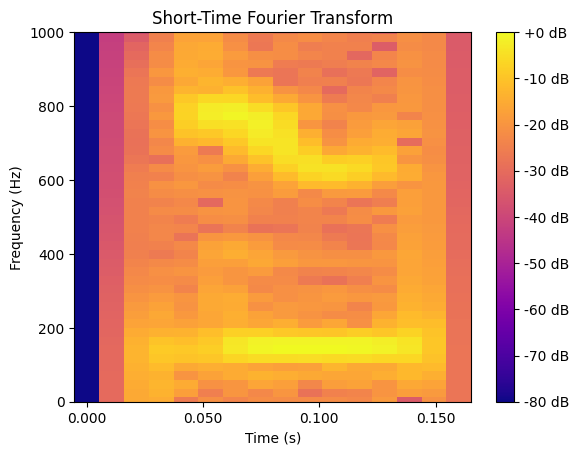 Short-Time Fourier Transform
Frequency (Hz)
1000
800
600
400
200
0
0.000
0.050
0.100
0.150
Time (s)
+0 dB
-10 dB
-20 dB
-30 dB
-40 dB
-50 dB
-60 dB
-70 dB
-80 dB